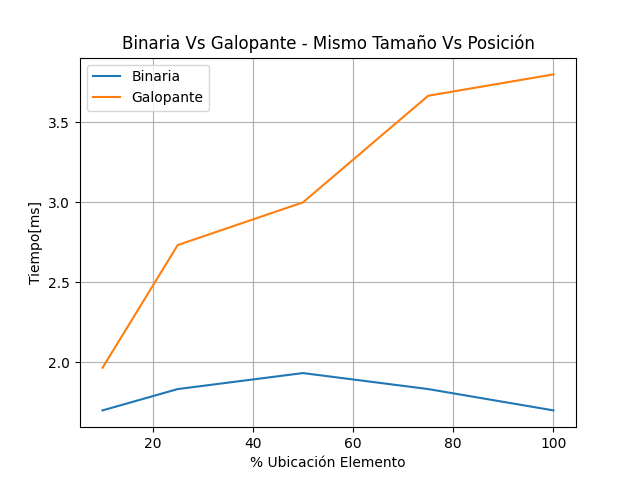 Binaria Vs Galopante - Mismo Tamaño Vs Posición
Binaria
Galopante
Tiempo[ms]
3.5
3.0
2.5
2.0
20
40
60
80
100
% Ubicación Elemento